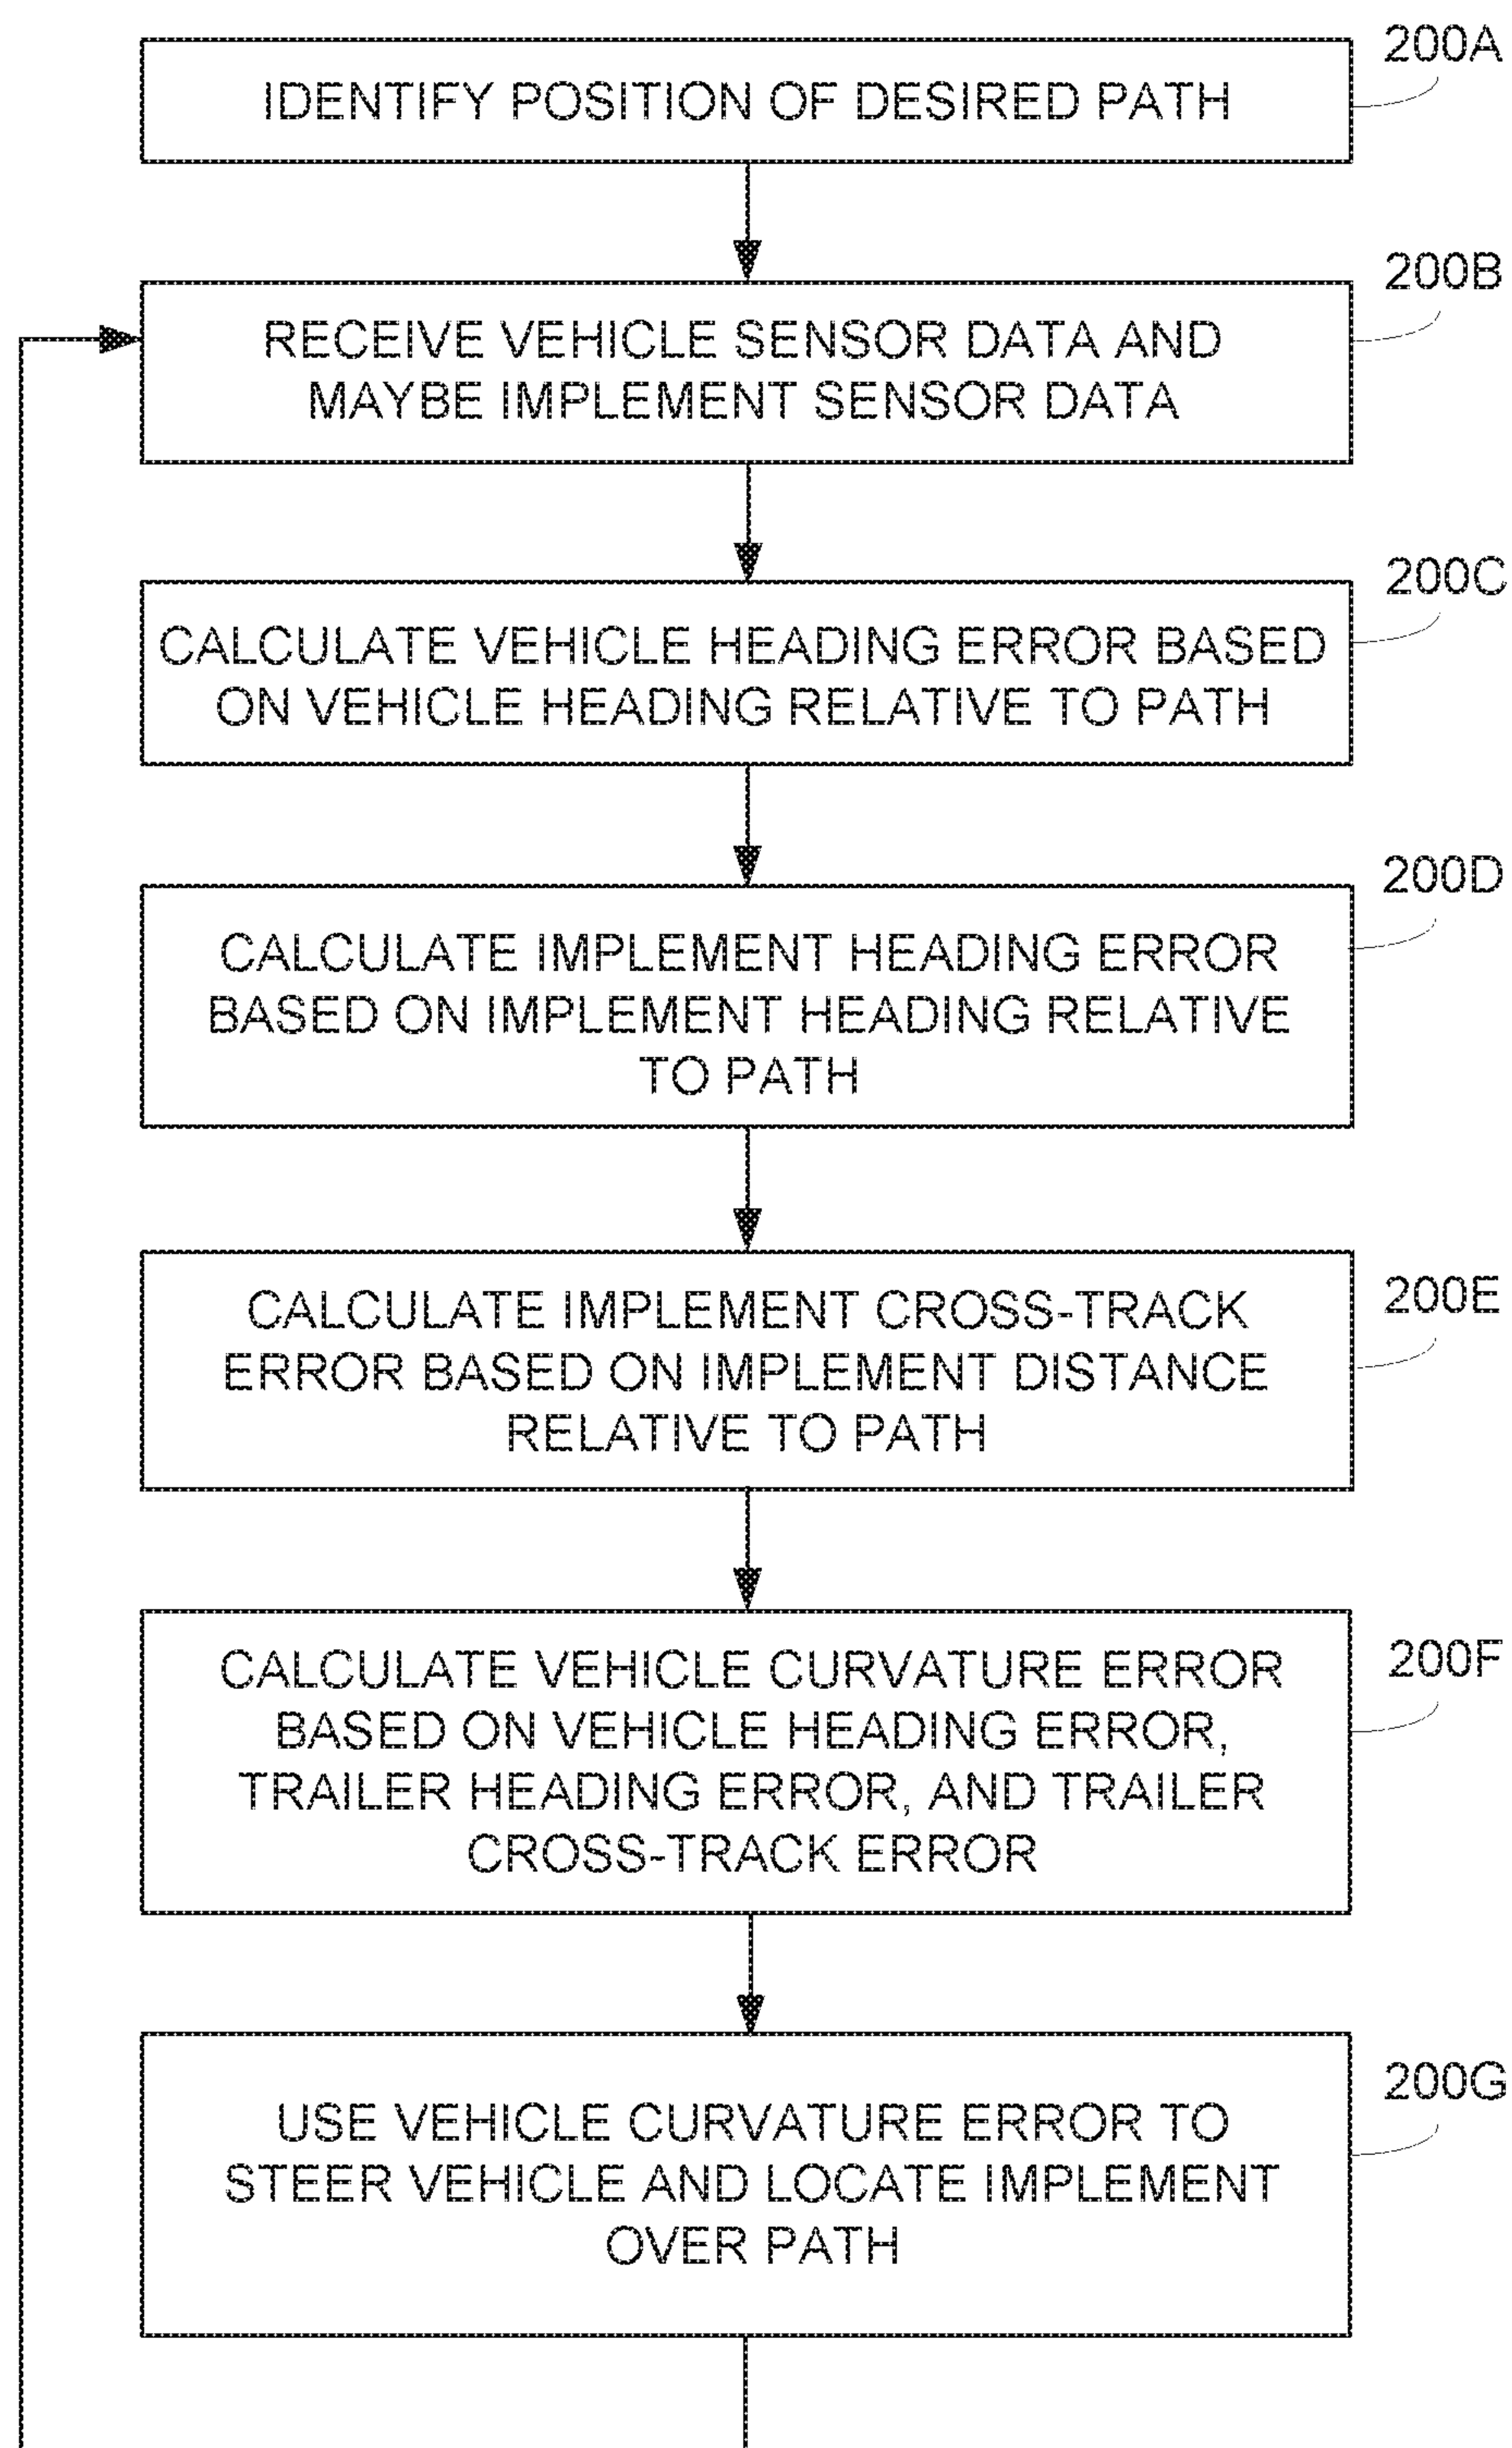 200A
IDENTIFY POSITION OF DESIRED PATH
200B
RECEIVE VEHICLE SENSOR DATA AND
MAYBE IMPLEMENT SENSOR DATA
200C
CALCULATE VEHICLE HEADING ERROR BASED
ON VEHICLE HEADING RELATIVE TO PATH
200D
CALCULATE IMPLEMENT HEADING ERROR
BASED ON IMPLEMENT HEADING RELATIVE
TO PATH
200E
CALCULATE IMPLEMENT CROSS-TRACK
ERROR BASED ON IMPLEMENT DISTANCE
RELATIVE TO PATH
200F
CALCULATE VEHICLE CURVATURE ERROR
BASED ON VEHICLE HEADING ERROR,
TRAILER HEADING ERROR, AND TRAILER
CROSS-TRACK ERROR
200G
USE VEHICLE CURVATURE ERROR TO
STEER VEHICLE AND LOCATE IMPLEMENT
OVER PATH